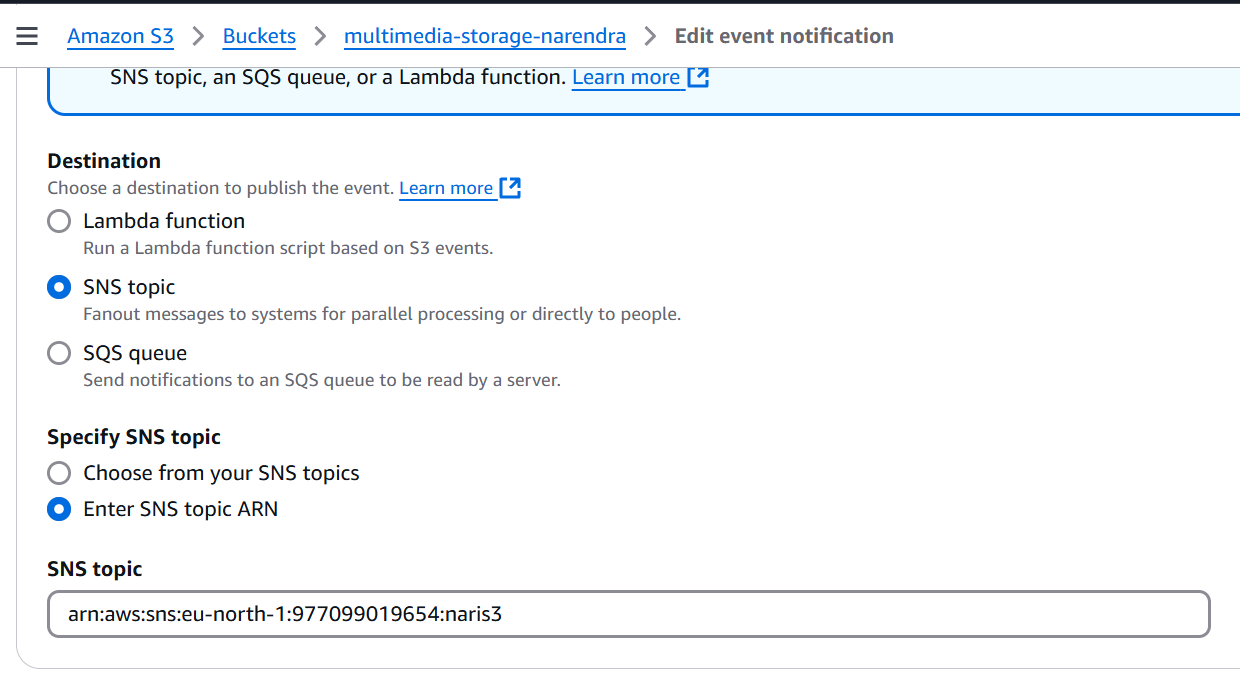 Amazon S3 > Buckets > multimedia-storage-narendra > Edit event notification
SNS topic, an SQS queue, or a Lambda function. Learn more
Destination
Choose a destination to publish the event. Learn more
Lambda function
Run a Lambda function script based on S3 events.
SNS topic
Fanout messages to systems for parallel processing or directly to people.
SQS queue
Send notifications to an SQS queue to be read by a server.
Specify SNS topic
Choose from your SNS topics
Enter SNS topic ARN
SNS topic
arn:aws:sns:eu-north-1:977099019654:naris3